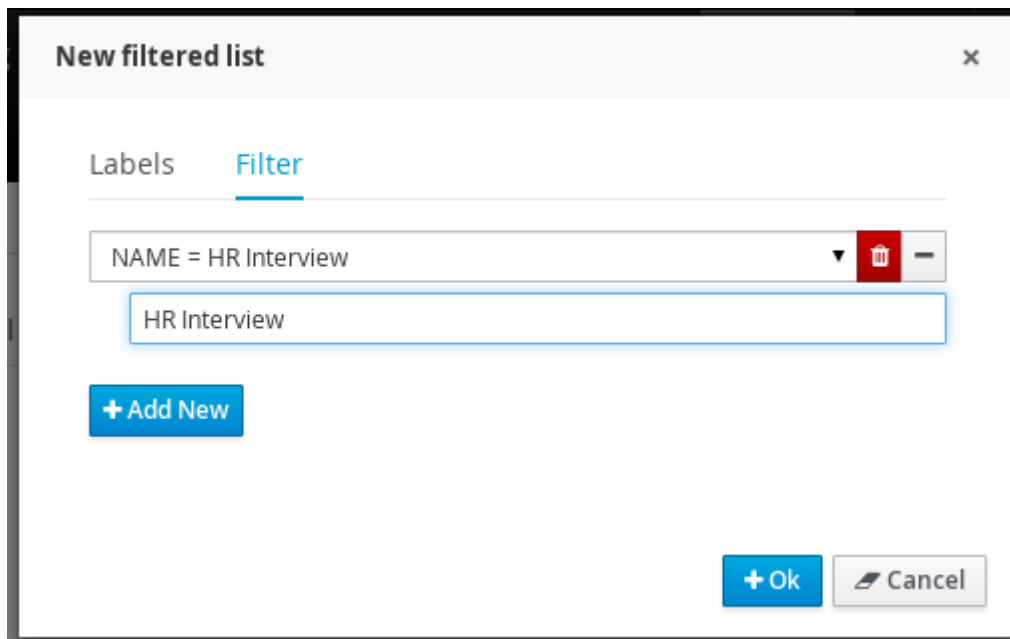 New filtered list ×
Labels Filter
NAME = HR Interview
HR Interview
+ Add New
+ Ok Cancel